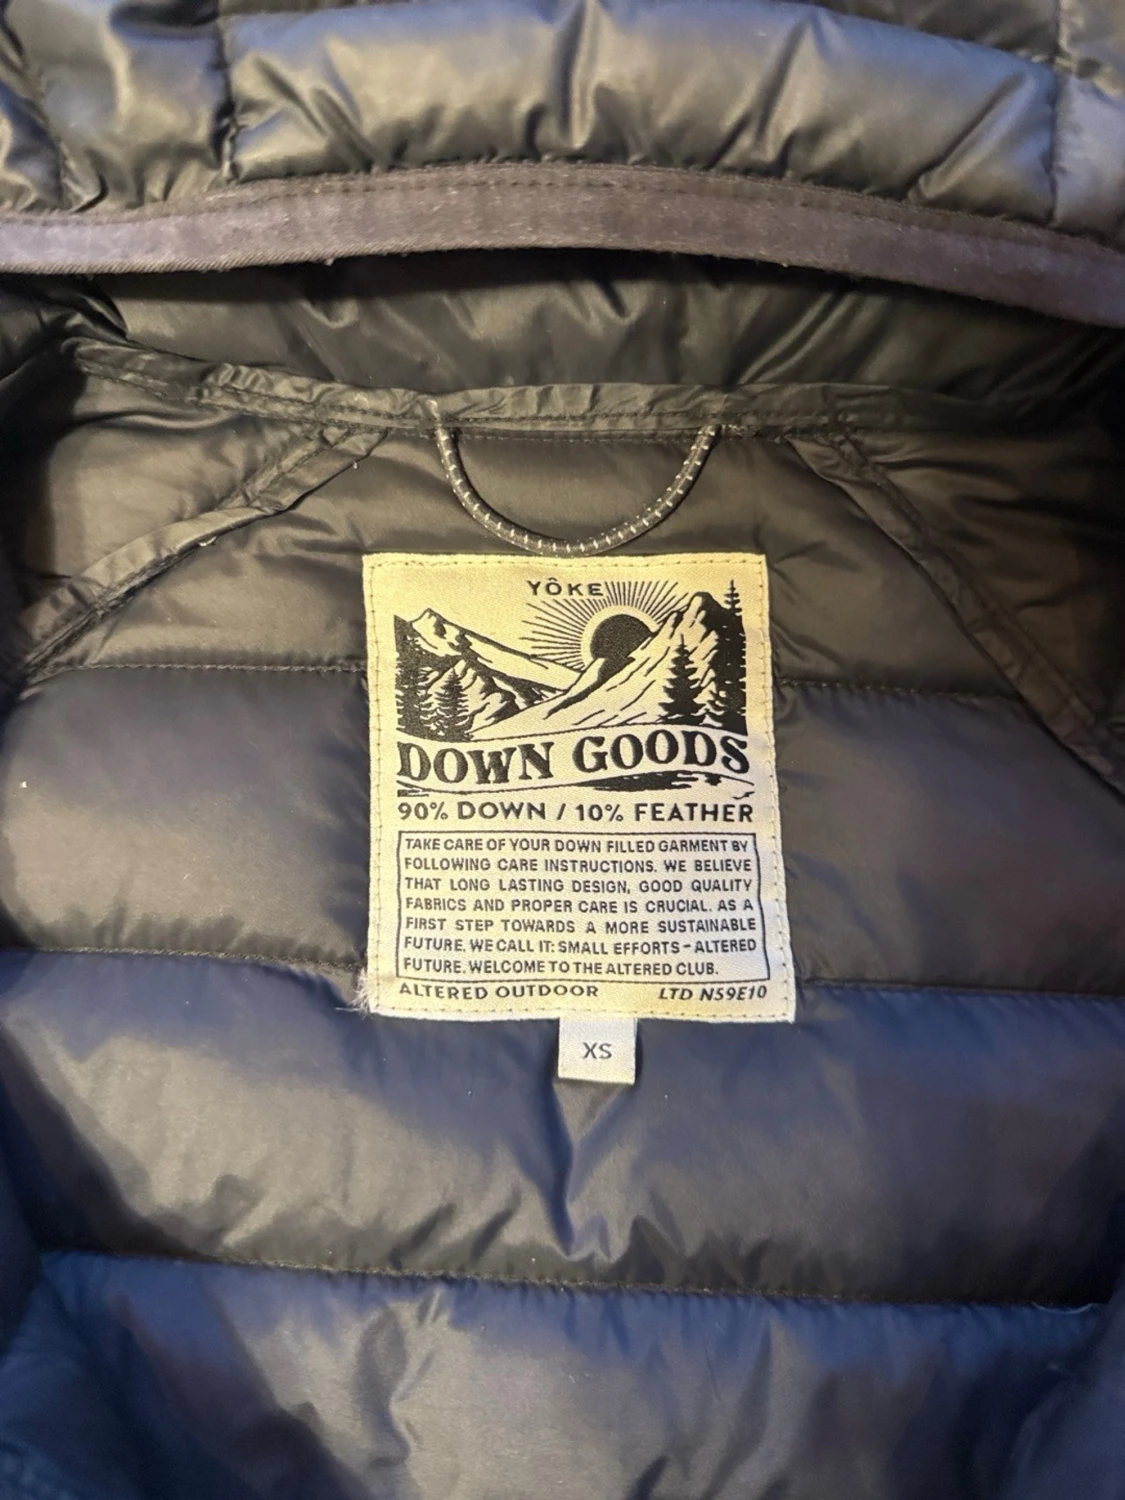 YÔKE
DOWN GOODS
90% DOWN / 10% FEATHER
TAKE CARE OF YOUR DOWN FILLED GARMENT BY
FOLLOWING CARE INSTRUCTIONS. WE BELIEVE
THAT LONG LASTING DESIGN, GOOD QUALITY
FABRICS AND PROPER CARE IS CRUCIAL. AS A
FIRST STEP TOWARDS A MORE SUSTAINABLE
FUTURE. WE CALL IT: SMALL EFFORTS - ALTERED
FUTURE. WELCOME TO THE ALTERED CLUB.
ALTERED OUTDOOR LTD N59E10
XS